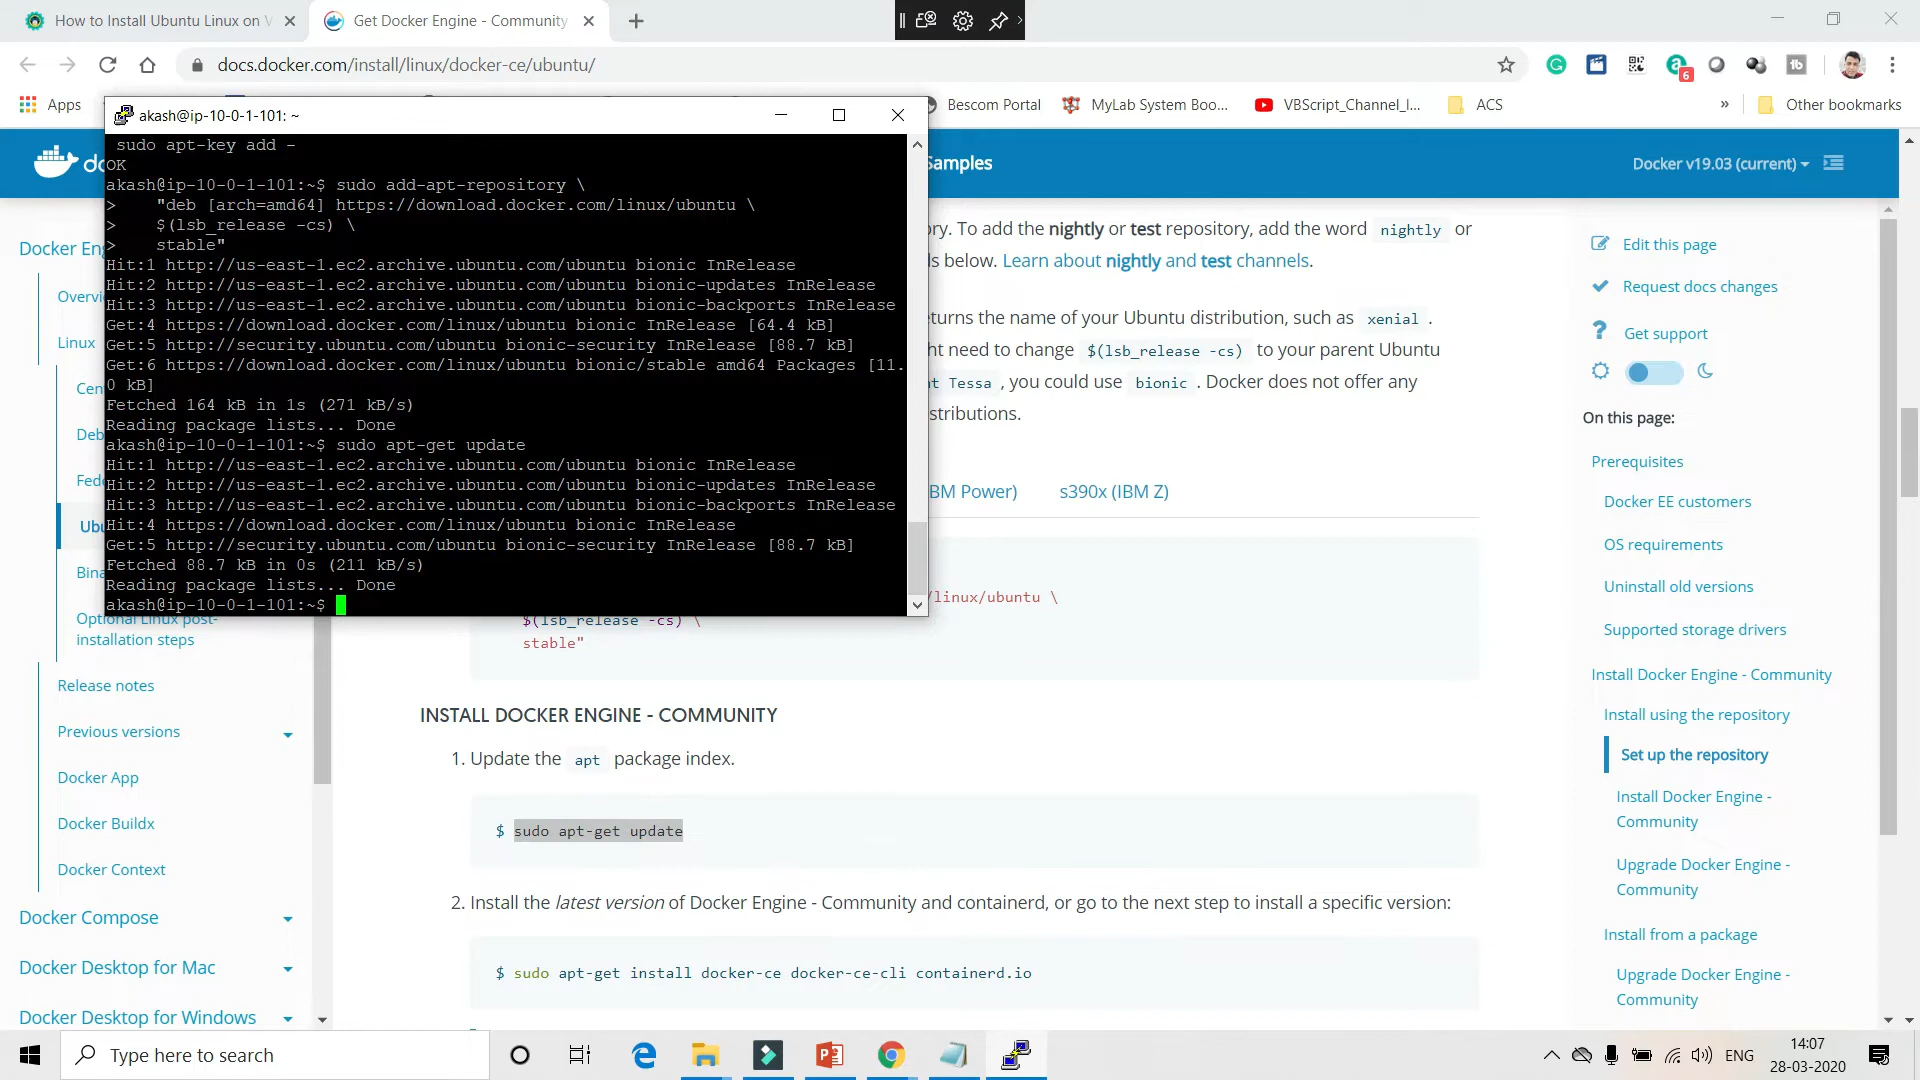 How to Install Ubuntu Linux on V
Get Docker Engine - Community
docs.docker.com/install/linux/docker-ce/ubuntu/
6
Apps
Bescom Portal
MyLab System Boo...
VBScript_Channel_I...
ACS
»
Other bookmarks
akash@ip-10-0-1-101: ~
Samples
Docker v19.03 (current)
sudo apt-key add -
OK
akash@ip-10-0-1-101:~$ sudo add-apt-repository \
> "deb [arch=amd64] https://download.docker.com/linux/ubuntu \
> $(lsb_release -cs) \
> stable"
Hit:1 http://us-east-1.ec2.archive.ubuntu.com/ubuntu bionic InRelease
Hit:2 http://us-east-1.ec2.archive.ubuntu.com/ubuntu bionic-updates InRelease
Hit:3 http://us-east-1.ec2.archive.ubuntu.com/ubuntu bionic-backports InRelease
Get:4 https://download.docker.com/linux/ubuntu bionic InRelease [64.4 kB]
Get:5 http://security.ubuntu.com/ubuntu bionic-security InRelease [88.7 kB]
Get:6 https://download.docker.com/linux/ubuntu bionic/stable amd64 Packages [11.
0 kB]
Fetched 164 kB in 1s (271 kB/s)
Reading package lists... Done
akash@ip-10-0-1-101:~$ sudo apt-get update
Hit:1 http://us-east-1.ec2.archive.ubuntu.com/ubuntu bionic InRelease
Hit:2 http://us-east-1.ec2.archive.ubuntu.com/ubuntu bionic-updates InRelease
Hit:3 http://us-east-1.ec2.archive.ubuntu.com/ubuntu bionic-backports InRelease
Hit:4 https://download.docker.com/linux/ubuntu bionic InRelease
Get:5 http://security.ubuntu.com/ubuntu bionic-security InRelease [88.7 kB]
Fetched 88.7 kB in 0s (211 kB/s)
Reading package lists... Done
akash@ip-10-0-1-101:~$
Docker En
Overvie
Linux
Cen
Deb
Fed
Ubu
Bina
Optional Linux post-
installation steps
Release notes
Previous versions
Docker App
Docker Buildx
Docker Context
Docker Compose
Docker Desktop for Mac
Docker Desktop for Windows
ry. To add the nightly or test repository, add the word nightly or
ls below. Learn about nightly and test channels.
eturns the name of your Ubuntu distribution, such as xenial .
ht need to change $(lsb_release -cs) to your parent Ubuntu
nt Tessa , you could use bionic . Docker does not offer any
stributions.
BM Power)
s390x (IBM Z)
/linux/ubuntu \
$(lsb_release -cs) \
stable"
INSTALL DOCKER ENGINE - COMMUNITY
1. Update the apt package index.
$ sudo apt-get update
2. Install the latest version of Docker Engine - Community and containerd, or go to the next step to install a specific version:
$ sudo apt-get install docker-ce docker-ce-cli containerd.io
Edit this page
Request docs changes
Get support
On this page:
Prerequisites
Docker EE customers
OS requirements
Uninstall old versions
Supported storage drivers
Install Docker Engine - Community
Install using the repository
Set up the repository
Install Docker Engine -
Community
Upgrade Docker Engine -
Community
Install from a package
Upgrade Docker Engine -
Community
Type here to search
ENG
14:07
28-03-2020